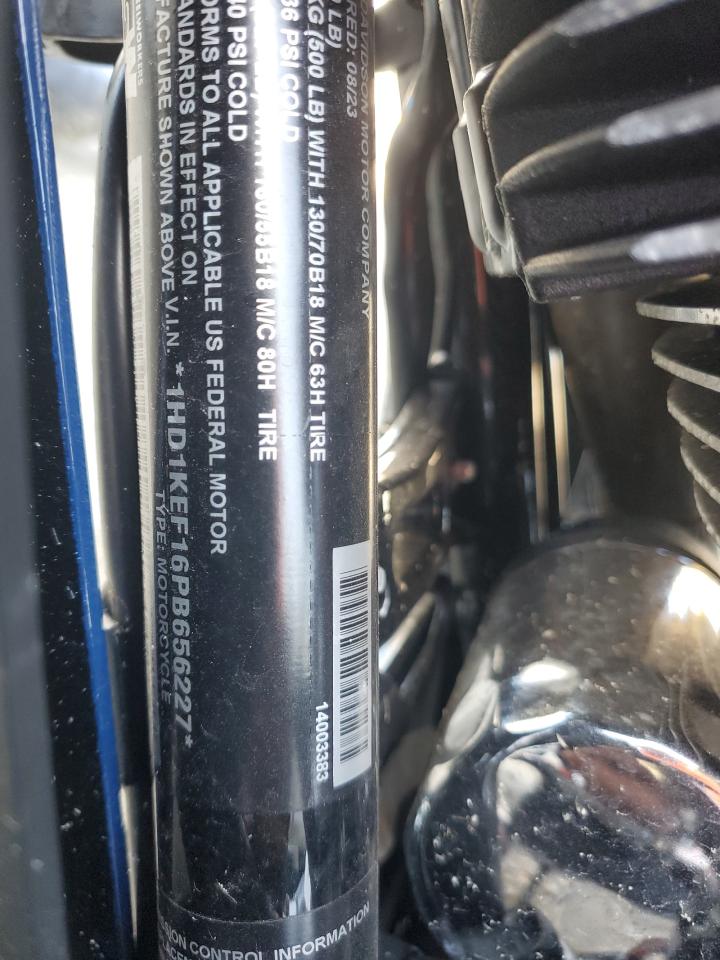 DAVIDSON MOTOR COMPANY
RED: 08/23
LB)
KG (500 LB) WITH 130/70B18 M/C 63H TIRE
36 PSI COLD
M/C 80H TIRE
40 PSI COLD
ORMS TO ALL APPLICABLE US FEDERAL MOTOR
ANDARDS IN EFFECT ON
FACTURE SHOWN ABOVE V.I.N. *1HD1KEF16PB656227*
TYPE: MOTORCYCLE
14003383
SION CONTROL INFORMATION